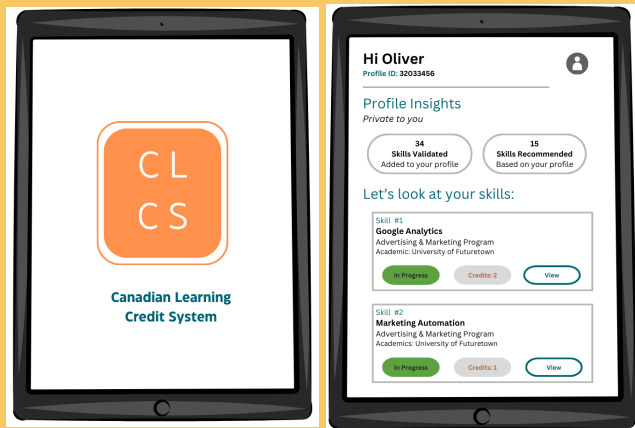 C L
C S
Canadian Learning
Credit System
Hi Oliver
Profile ID: 32033456
Profile Insights
Private to you
34
Skills Validated
Added to your profile
15
Skills Recommended
Based on your profile
Let's look at your skills:
Skill #1
Google Analytics
Advertising & Marketing Program
Academic: University of Futuretown
In Progress
Credits: 2
View
Skill #2
Marketing Automation
Advertising & Marketing Program
Academics: University of Futuretown
In Progress
Credits: 1
View